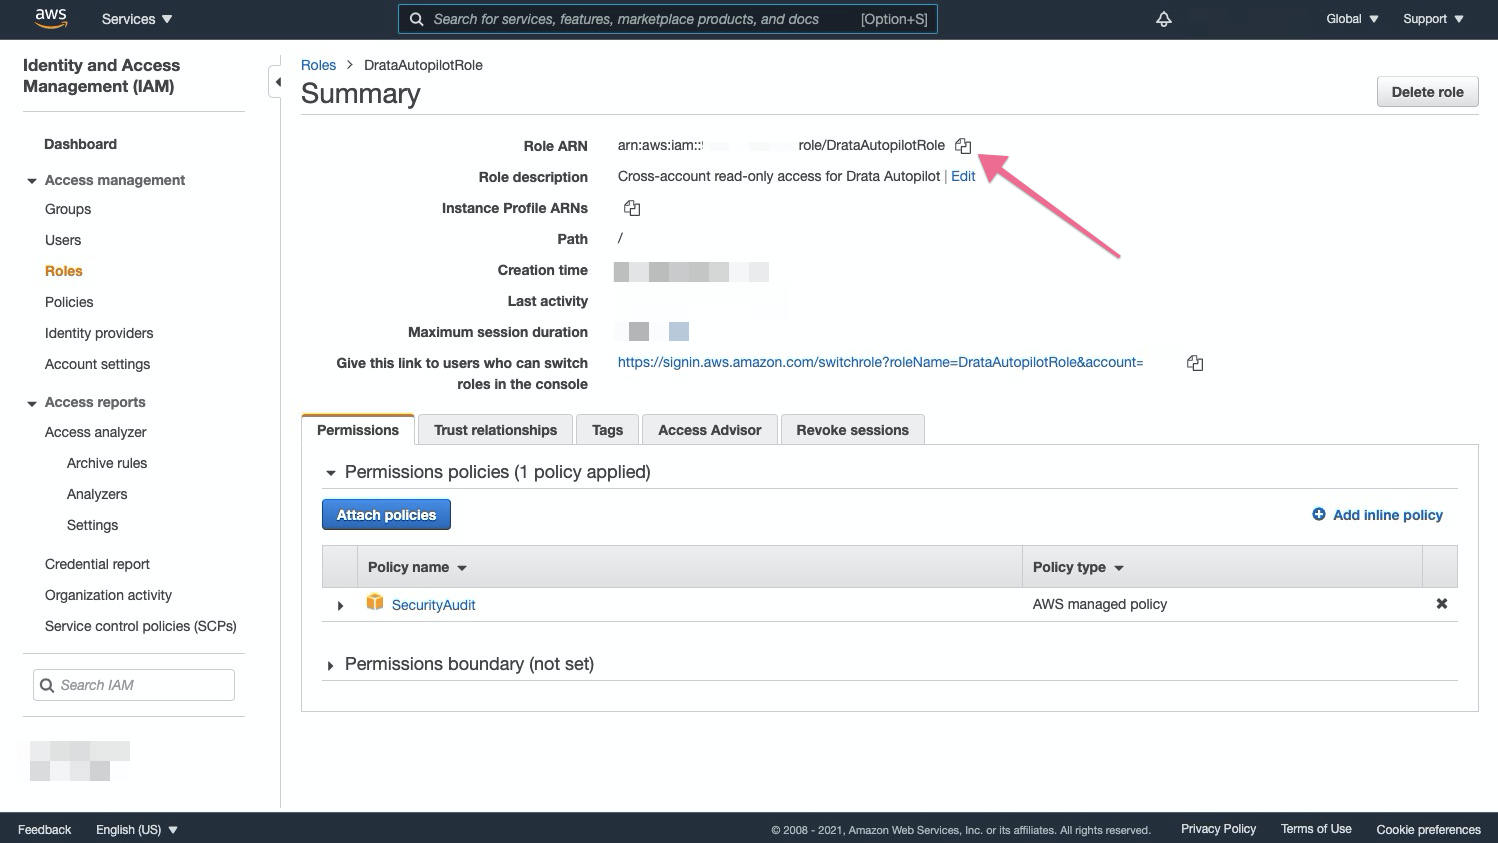 aws Services Search for services, features, marketplace products, and docs [Option+S] Global Support
Identity and Access Management (IAM)
Dashboard
Access management
Groups
Users
Roles
Policies
Identity providers
Account settings
Access reports
Access analyzer
Archive rules
Analyzers
Settings
Credential report
Organization activity
Service control policies (SCPs)
Search IAM
Roles > DrataAutopilotRole
Summary
Delete role
Role ARN arn:aws:iam:: role/DrataAutopilotRole
Role description Cross-account read-only access for Drata Autopilot | Edit
Instance Profile ARNs
Path /
Creation time
Last activity
Maximum session duration
Give this link to users who can switch roles in the console https://signin.aws.amazon.com/switchrole?roleName=DrataAutopilotRole&account=
Permissions Trust relationships Tags Access Advisor Revoke sessions
Permissions policies (1 policy applied)
Attach policies Add inline policy
Policy name Policy type
SecurityAudit AWS managed policy
Permissions boundary (not set)
Feedback English (US) © 2008 - 2021, Amazon Web Services, Inc. or its affiliates. All rights reserved. Privacy Policy Terms of Use Cookie preferences